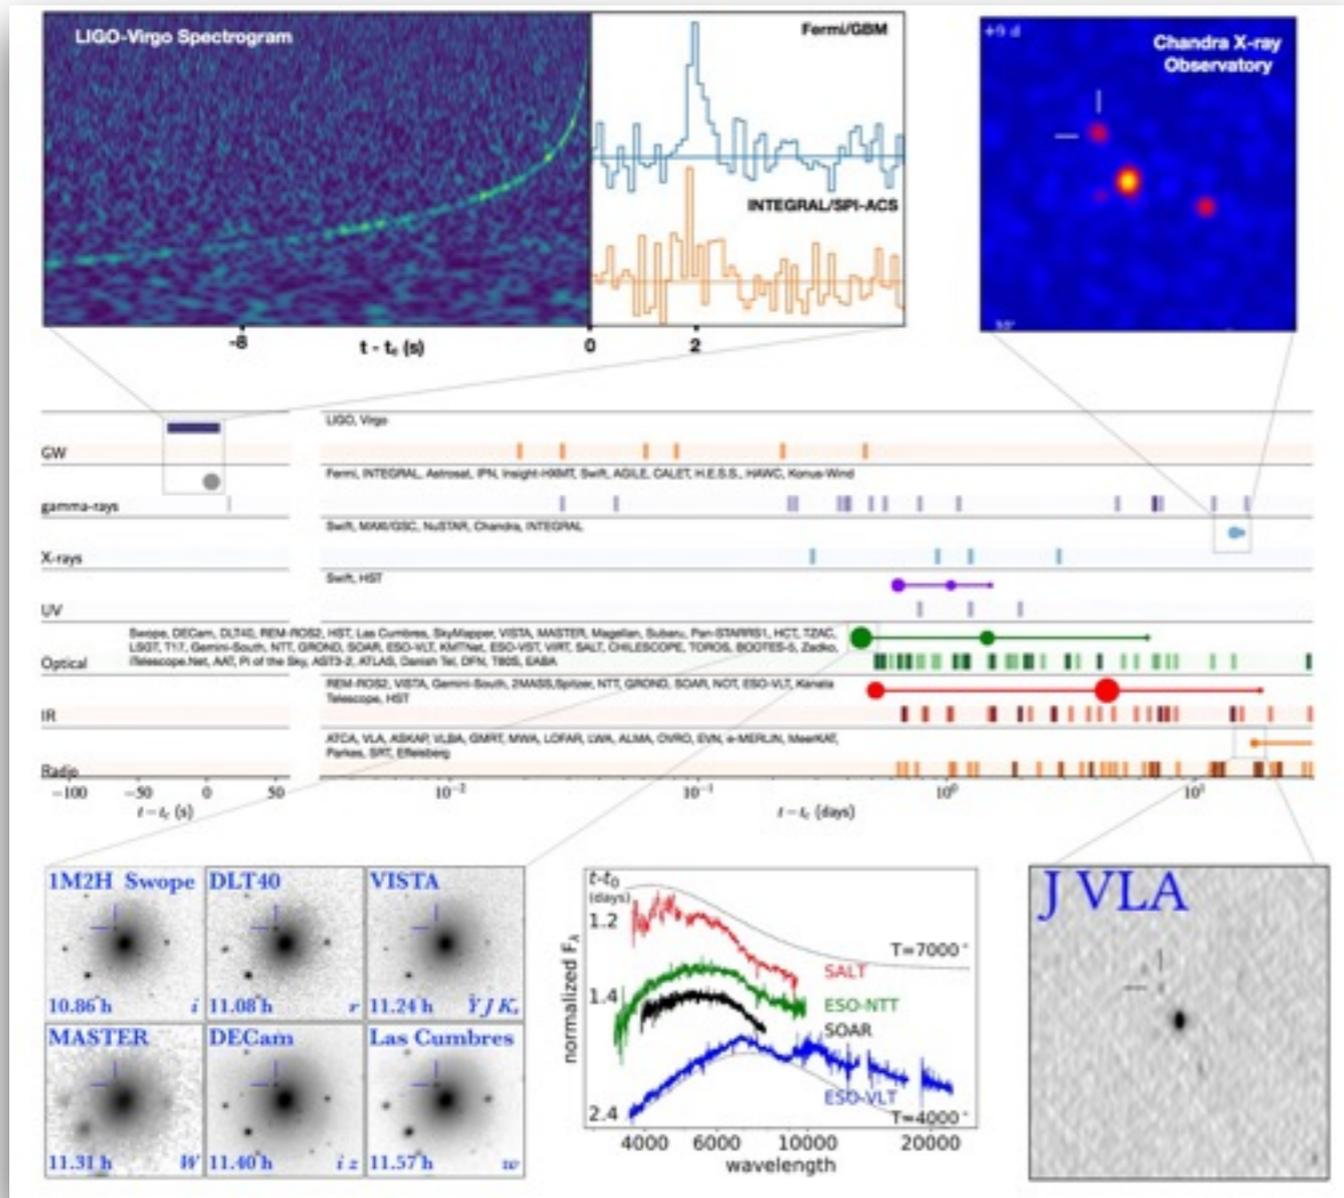 LIGO-Virgo Spectrogram
Fermi/GBM
INTEGRAL/SPI-ACS
-8
t - tc (s)
0
2
+9 d
Chandra X-ray
Observatory
30"
LIGO, Virgo
GW
Fermi, INTEGRAL, Astrosat, IPN, Insight-HXMT, Swift, AGILE, CALET, H.E.S.S., HAWC, Konus-Wind
gamma-rays
Swift, MAXI/GSC, NuSTAR, Chandra, INTEGRAL
X-rays
Swift, HST
UV
Swope, DECam, DLT40, REM-ROS2, HST, Las Cumbres, SkyMapper, VISTA, MASTER, Magellan, Subaru, Pan-STARRS1, HCT, TZAC,
LSGT, T17, Gemini-South, NTT, GROND, SOAR, ESO-VLT, KMTNet, ESO-VST, VIRT, SALT, CHILESCOPE, TOROS, BOOTES-5, Zadko,
iTelescope.Net, AAT, Pi of the Sky, AST3-2, ATLAS, Danish Tel, DFN, T80S, EABA
Optical
REM-ROS2, VISTA, Gemini-South, 2MASS,Spitzer, NTT, GROND, SOAR, NOT, ESO-VLT, Kanata
Telescope, HST
IR
ATCA, VLA, ASKAP, VLBA, GMRT, MWA, LOFAR, LWA, ALMA, OVRO, EVN, e-MERLIN, MeerKAT,
Parkes, SRT, Effelsberg
Radio
−100 −50 0 50
t − tc (s)
10⁻² 10⁻¹ 10⁰ 10¹
t − tc (days)
1M2H Swope
10.86 h i
DLT40
11.08 h r
VISTA
11.24 h Y J Ks
MASTER
11.31 h W
DECam
11.40 h i z
Las Cumbres
11.57 h w
t-t0
(days)
1.2
1.4
2.4
normalized Fλ
T=7000°
SALT
ESO-NTT
SOAR
ESO-VLT
T=4000°
4000 6000 10000 20000
wavelength
J VLA